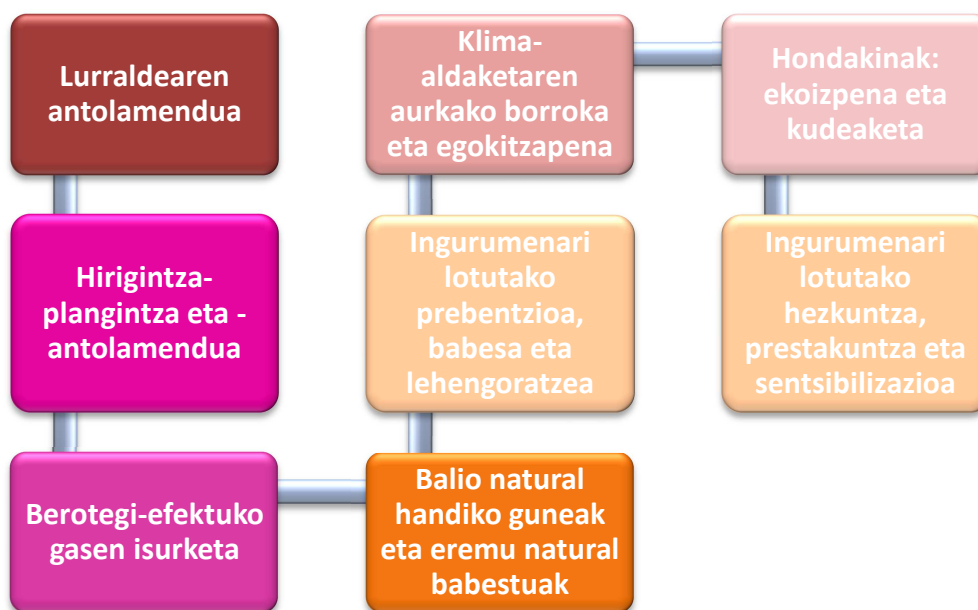 Lurraldearen
antolamendua
Hirigintza-
plangintza eta -
antolamendua
Berotegi-efektuko
gasen isurketa
Balio natural
handiko guneak
eta eremu natural
babestuak
Ingurumenari
lotutako
prebentzioa,
babesa eta
lehengoratzea
Klima-
aldaketaren
aurkako borroka
eta egokitzapena
Hondakinak:
ekoizpena eta
kudeaketa
Ingurumenari
lotutako
hezkuntza,
prestakuntza eta
sentsibilizazioa